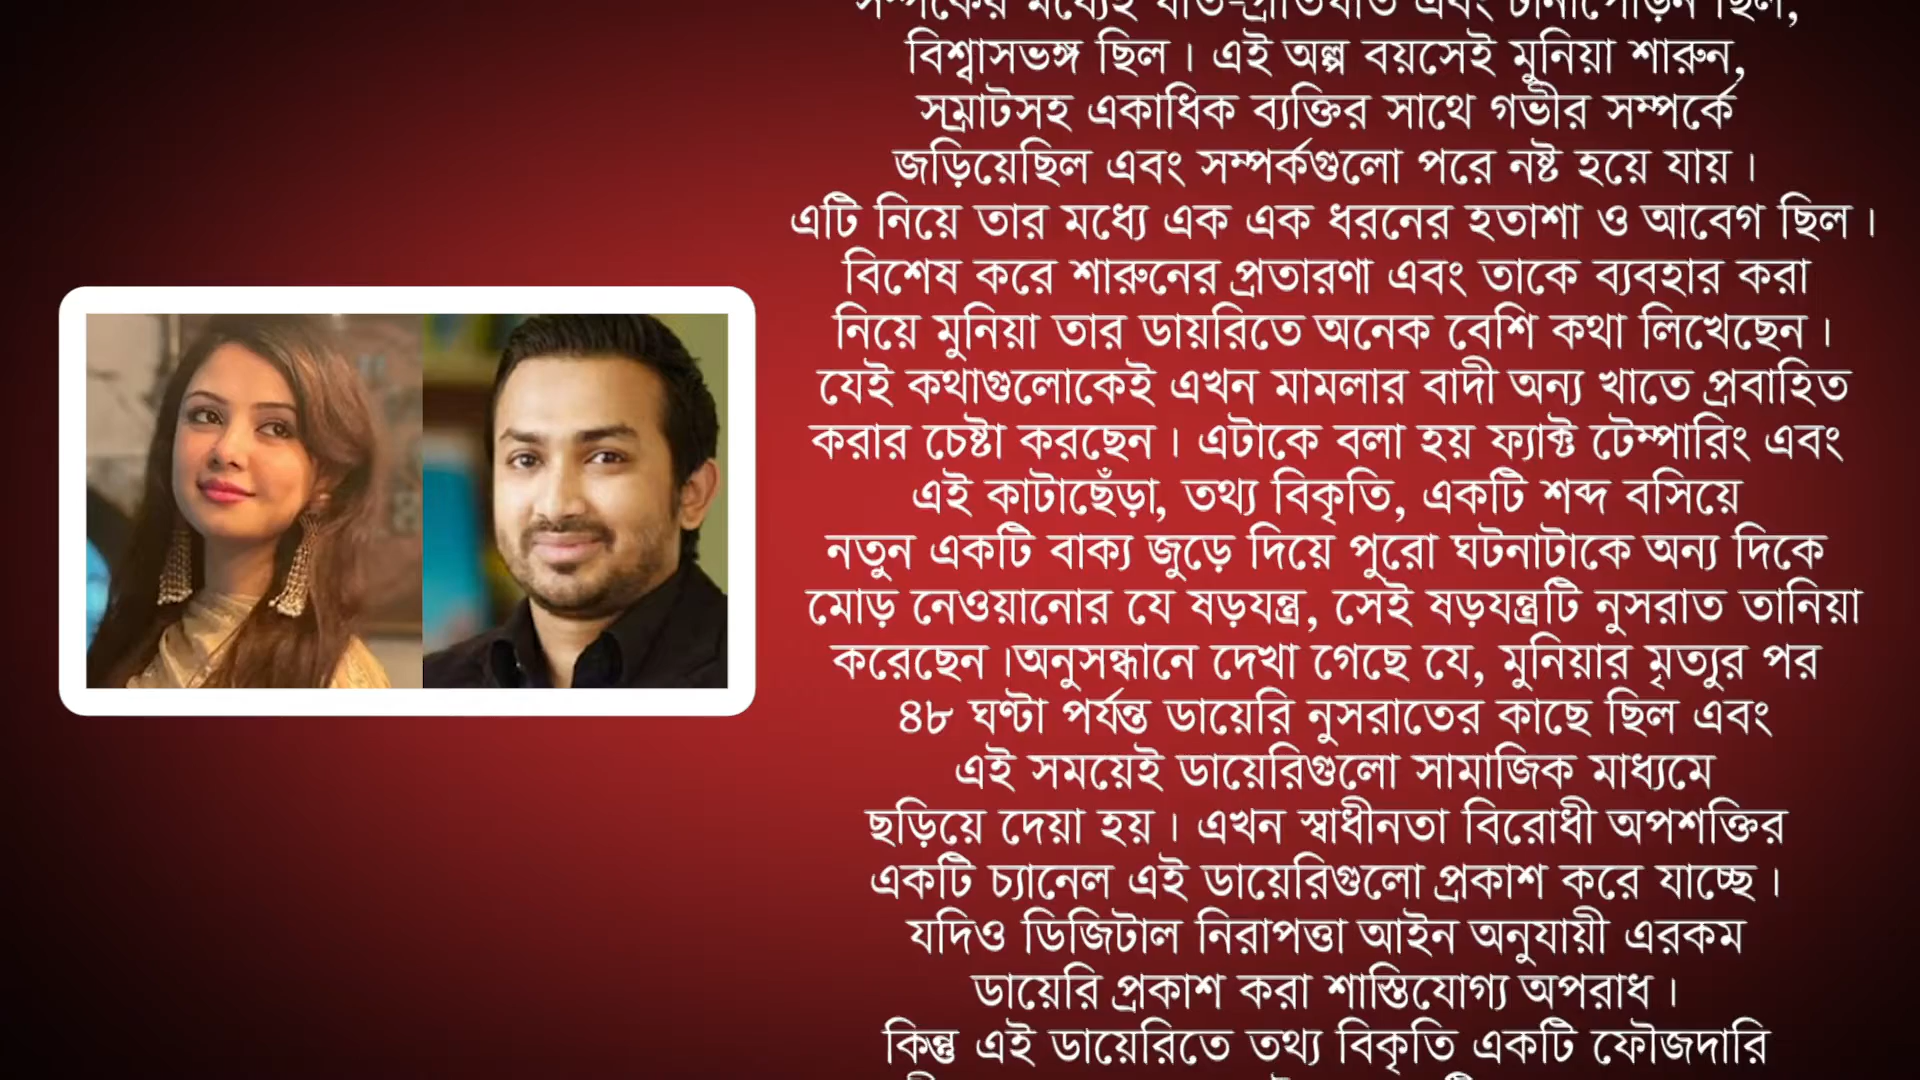 সম্পর্কের মধ্যেই ঘাত-প্রতিঘাত এবং টানাপোড়ন ছিল,
বিশ্বাসভঙ্গ ছিল। এই অল্প বয়সেই মুনিয়া শারুন,
সম্রাটসহ একাধিক ব্যক্তির সাথে গভীর সম্পর্কে
জড়িয়েছিল এবং সম্পর্কগুলো পরে নষ্ট হয়ে যায়।
এটি নিয়ে তার মধ্যে এক এক ধরনের হতাশা ও আবেগ ছিল।
বিশেষ করে শারুনের প্রতারণা এবং তাকে ব্যবহার করা
নিয়ে মুনিয়া তার ডায়রিতে অনেক বেশি কথা লিখেছেন।
যেই কথাগুলোকেই এখন মামলার বাদী অন্য খাতে প্রবাহিত
করার চেষ্টা করছেন। এটাকে বলা হয় ফ্যাক্ট টেম্পারিং এবং
এই কাটাছেঁড়া, তথ্য বিকৃতি, একটি শব্দ বসিয়ে
নতুন একটি বাক্য জুড়ে দিয়ে পুরো ঘটনাটাকে অন্য দিকে
মোড় নেওয়ানোর যে ষড়যন্ত্র, সেই ষড়যন্ত্রটি নুসরাত তানিয়া
করেছেন।অনুসন্ধানে দেখা গেছে যে, মুনিয়ার মৃত্যুর পর
৪৮ ঘণ্টা পর্যন্ত ডায়েরি নুসরাতের কাছে ছিল এবং
এই সময়েই ডায়েরিগুলো সামাজিক মাধ্যমে
ছড়িয়ে দেয়া হয়। এখন স্বাধীনতা বিরোধী অপশক্তির
একটি চ্যানেল এই ডায়েরিগুলো প্রকাশ করে যাচ্ছে।
যদিও ডিজিটাল নিরাপত্তা আইন অনুযায়ী এরকম
ডায়েরি প্রকাশ করা শাস্তিযোগ্য অপরাধ।
কিন্তু এই ডায়েরিতে তথ্য বিকৃতি একটি ফৌজদারি